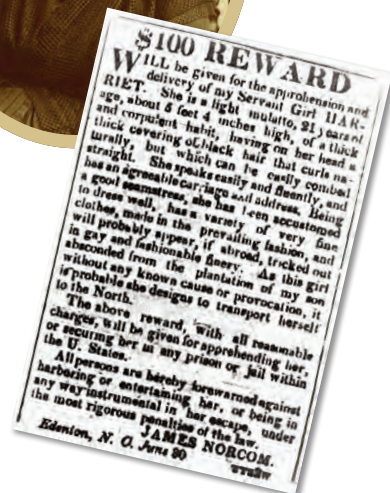 $100 REWARD
WILL be given for the apprehension and
delivery of my Servant Girl HAR-
RIET. She is a light mulatto, 21 years of
age, about 5 feet 4 inches high, of a thick
and corpulent habit, having on her head a
thick covering of black hair that curls na-
turally, but which can be easily combed
straight. She speaks easily and fluently, and
has an agreeable carriage and address. Being
a good seamstress, she has been accustomed
to dress well, has a variety of very fine
clothes, made in the prevailing fashion, and
will probably appear, if abroad, tricked out
in gay and fashionable finery. As this girl
absconded from the plantation of my son
without any known cause or provocation, it
is probable she designs to transport herself
to the North.
The above reward, with all reasonable
charges, will be given for apprehending her,
or securing her in any prison or jail within
the U. States.
All persons are hereby forewarned against
harboring or entertaining her, or being in
any way instrumental in her escape, under
the most rigorous penalties of the law.
JAMES NORCOM.
Edenton, N. C. June 30